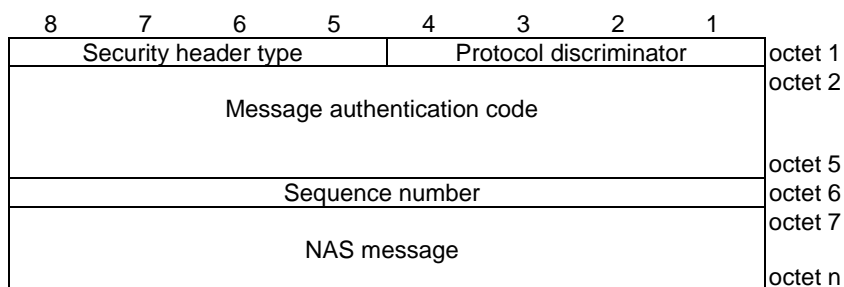 8 7 6 5 4 3 2 1
Security header type Protocol discriminator octet 1
octet 2
Message authentication code
octet 5
Sequence number octet 6
octet 7
NAS message
octet n